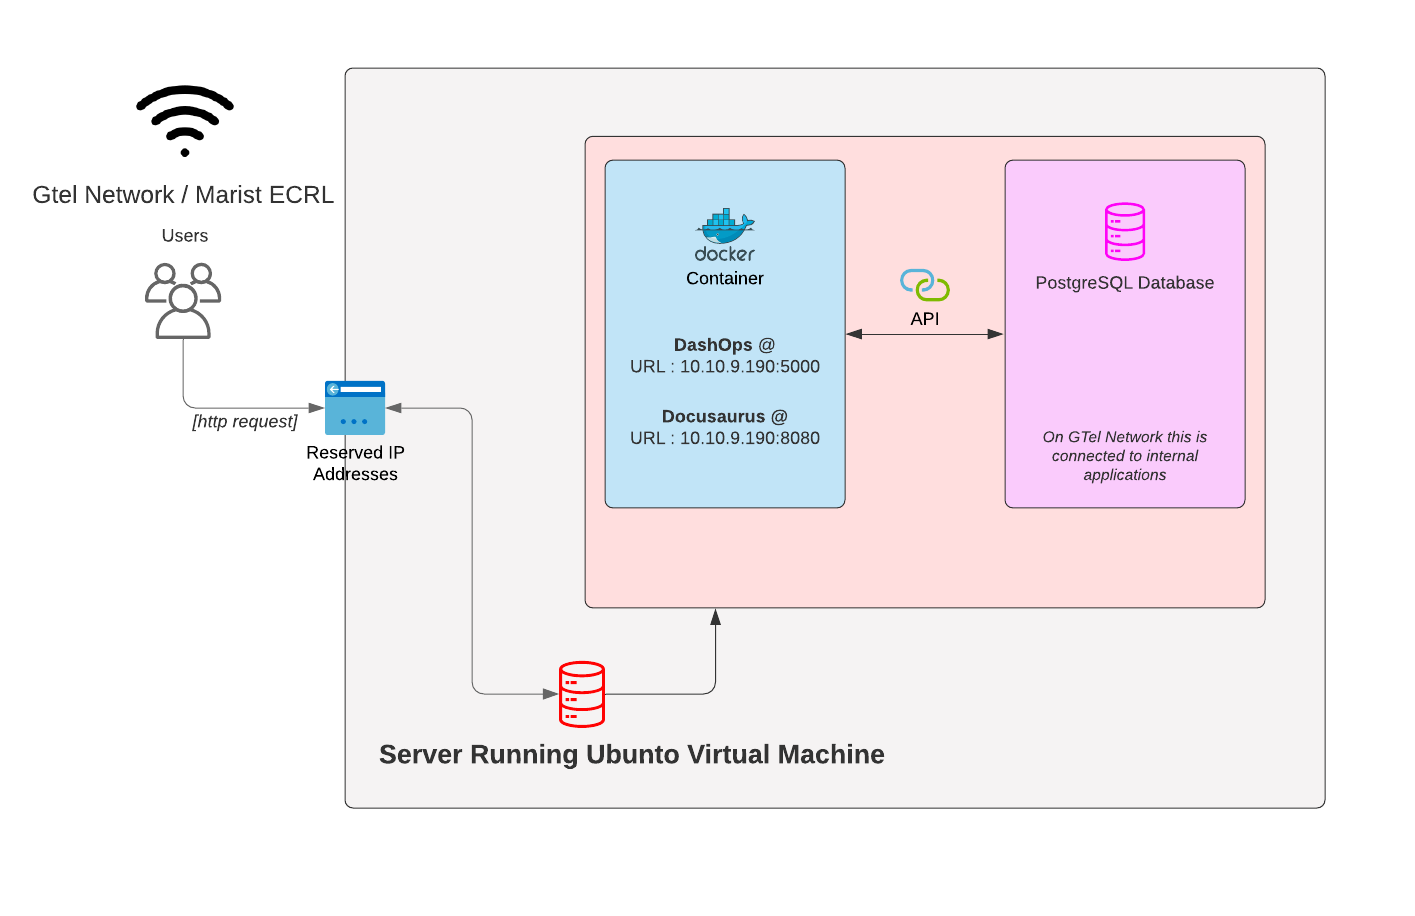 Gtel Network / Marist ECRL
Users
[http request]
Reserved IP
Addresses
docker
Container
DashOps @
URL : 10.10.9.190:5000
Docusaurus @
URL : 10.10.9.190:8080
API
PostgreSQL Database
On GTel Network this is
connected to internal
applications
Server Running Ubunto Virtual Machine